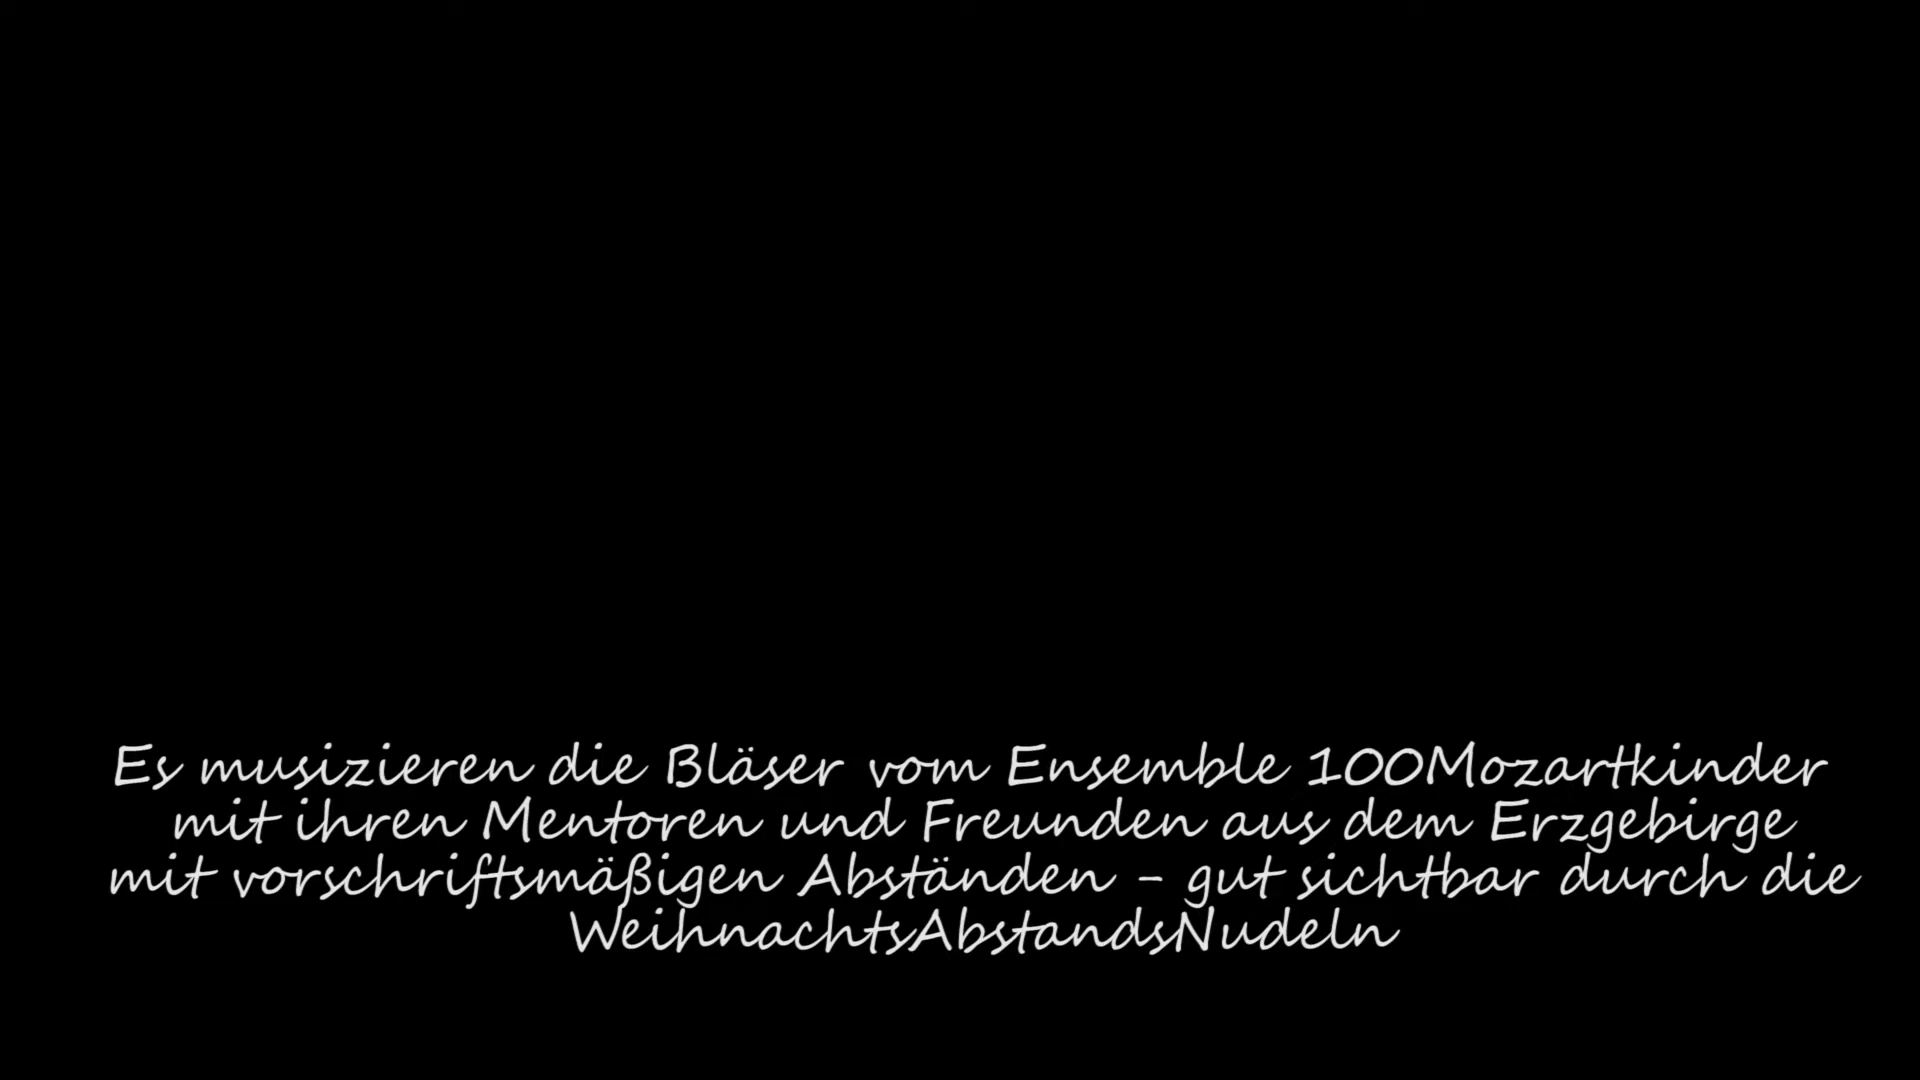 Es musizieren die Bläser vom Ensemble 100Mozartkinder
mit ihren Mentoren und Freunden aus dem Erzgebirge
mit vorschriftsmäßigen Abständen - gut sichtbar durch die
WeihnachtsAbstandsNudeln